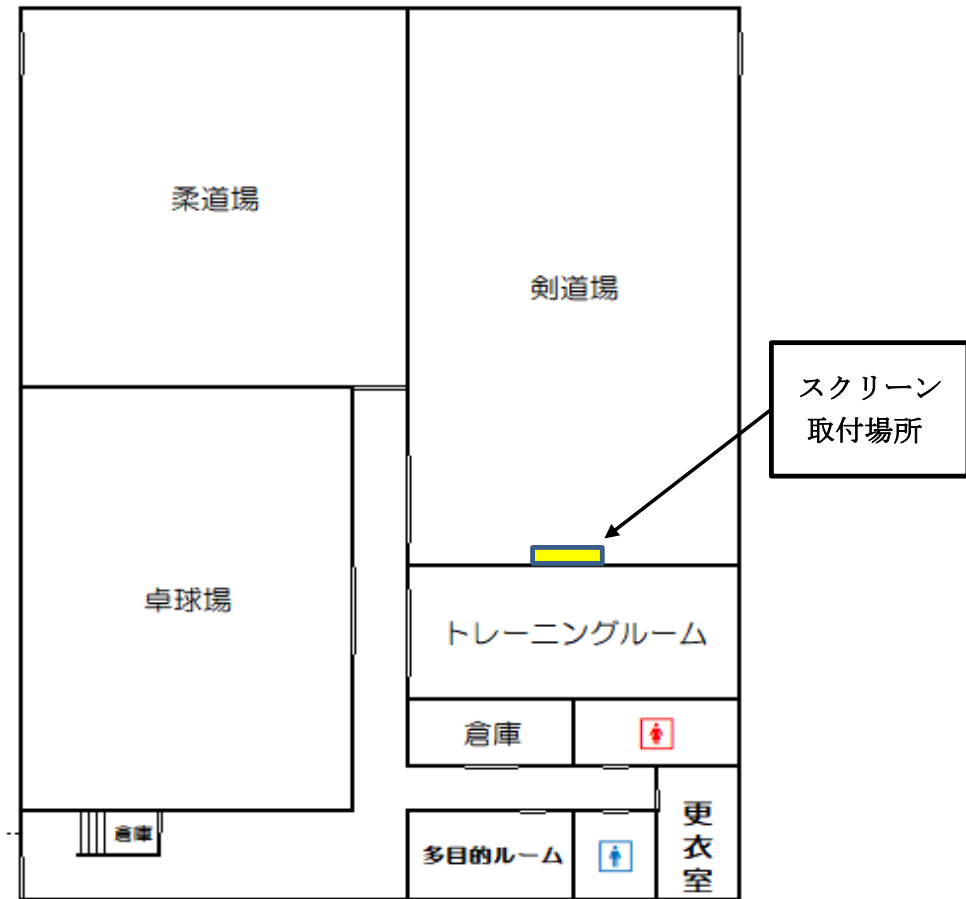 柔道場
剣道場
スクリーン
取付場所
卓球場
トレーニングルーム
倉庫
倉庫
多目的ルーム
更衣室